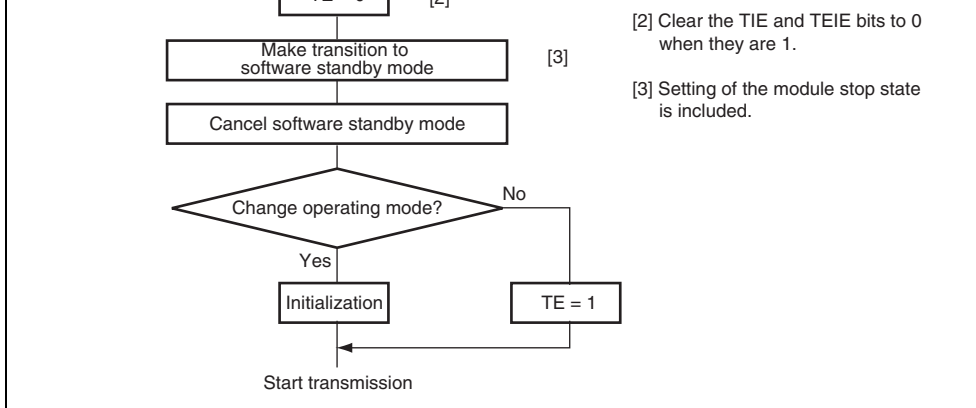 [2]
[2] Clear the TIE and TEIE bits to 0
when they are 1.
Make transition to
software standby mode
[3]
[3] Setting of the module stop state
is included.
Cancel software standby mode
Change operating mode?
No
Yes
Initialization
TE = 1
Start transmission